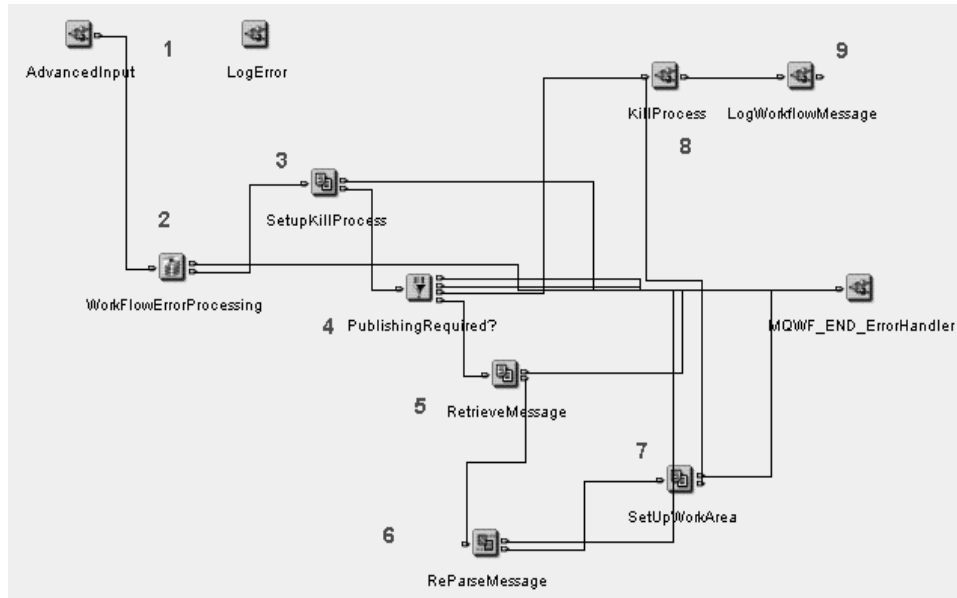 1
9
AdvancedInput
LogError
KillProcess
LogWorkflowMessage
8
3
SetupKillProcess
2
WorkFlowErrorProcessing
4
PublishingRequired?
MQWF_END_ErrorHandler
5
RetrieveMessage
7
SetUpWorkArea
6
ReParseMessage